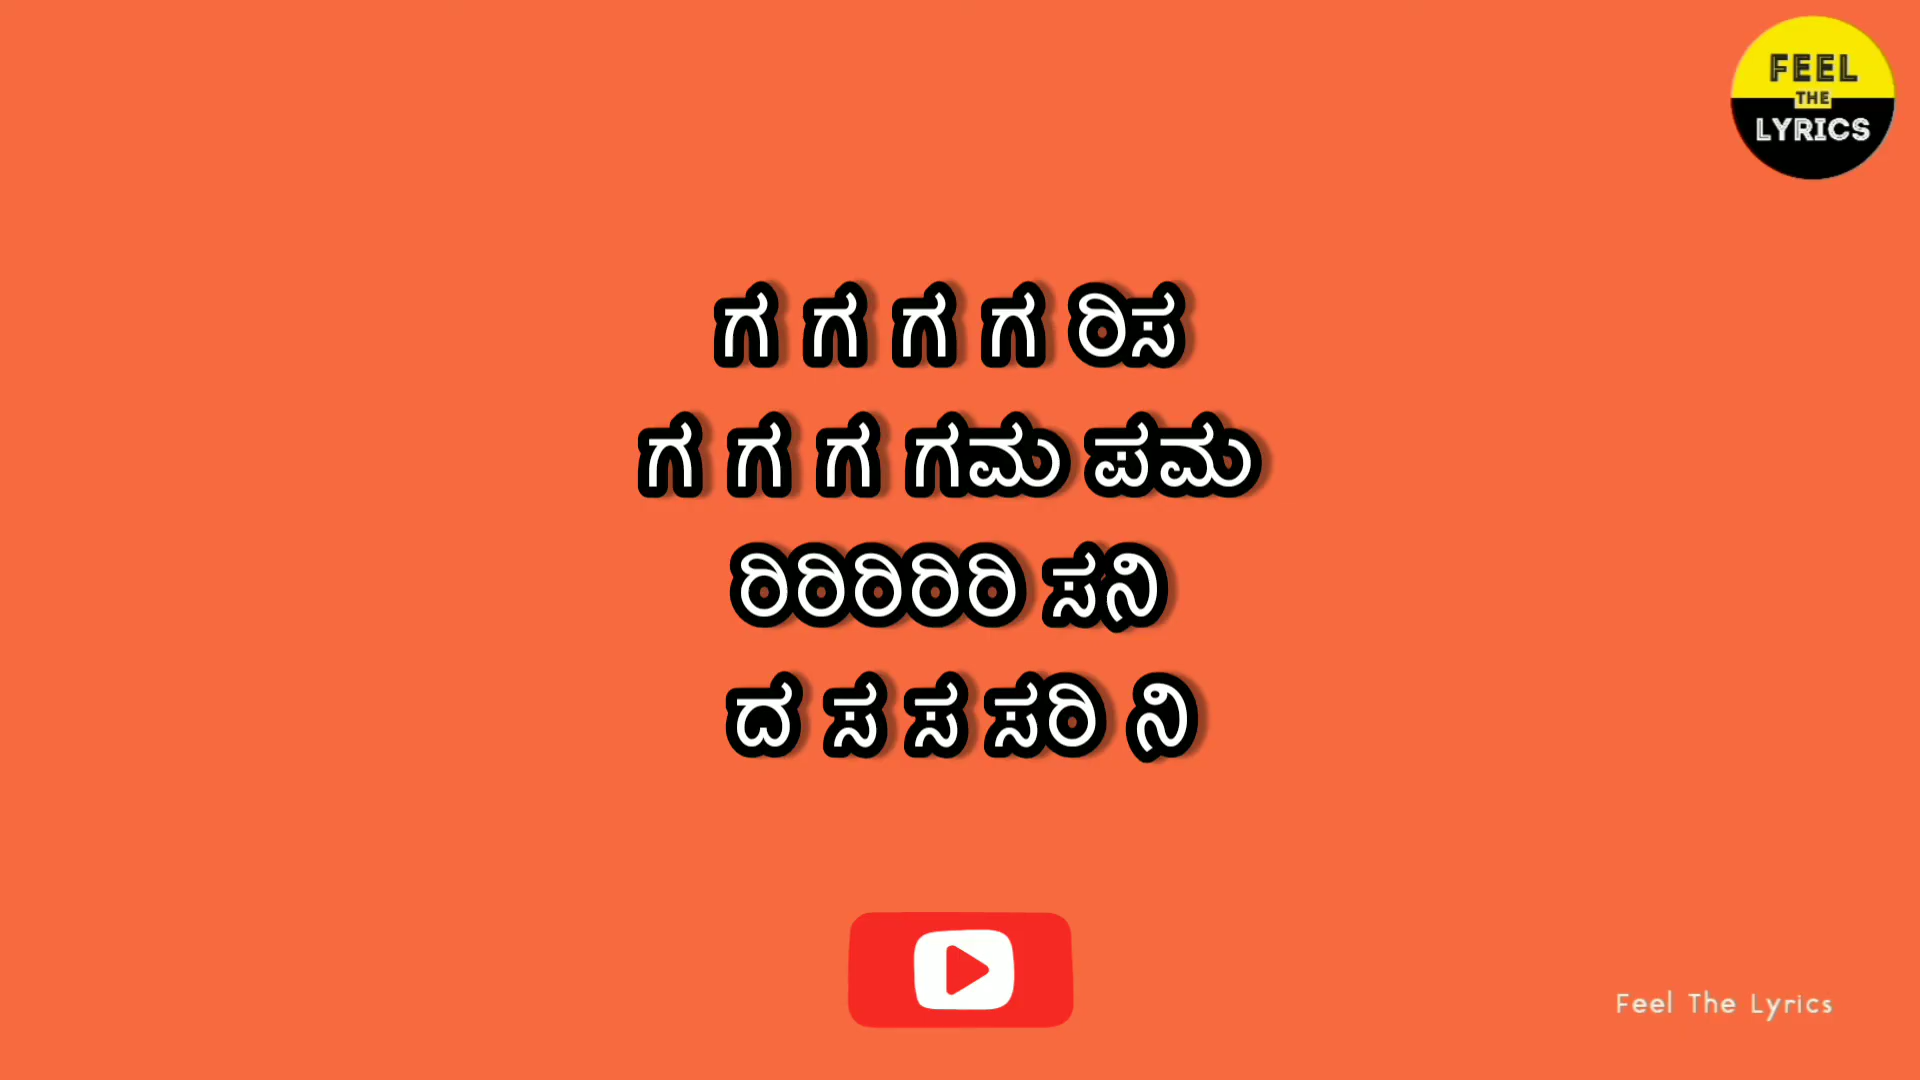 FEEL
THE
LYRICS
ಗ ಗ ಗ ಗ ರಿಸ
ಗ ಗ ಗ ಗಮ ಪಮ
ರಿರಿರಿರಿರಿ ಸನಿ
ದ ಸ ಸ ಸರಿ ನಿ
Feel The Lyrics